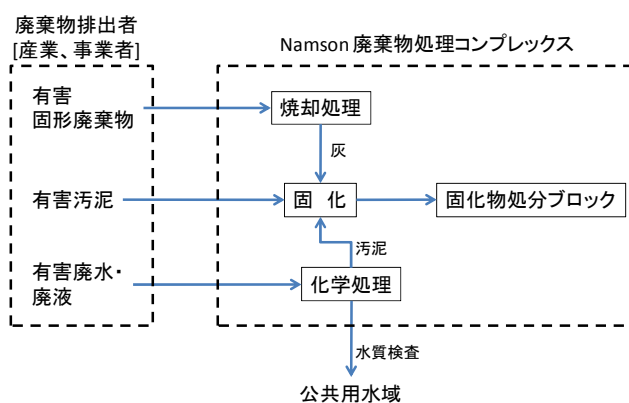 廃棄物排出者
[産業、事業者]
Namson 廃棄物処理コンプレックス
有害
固形廃棄物
焼却処理
灰
有害汚泥
固　化
固化物処分ブロック
汚泥
有害廃水・
廃液
化学処理
水質検査
公共用水域